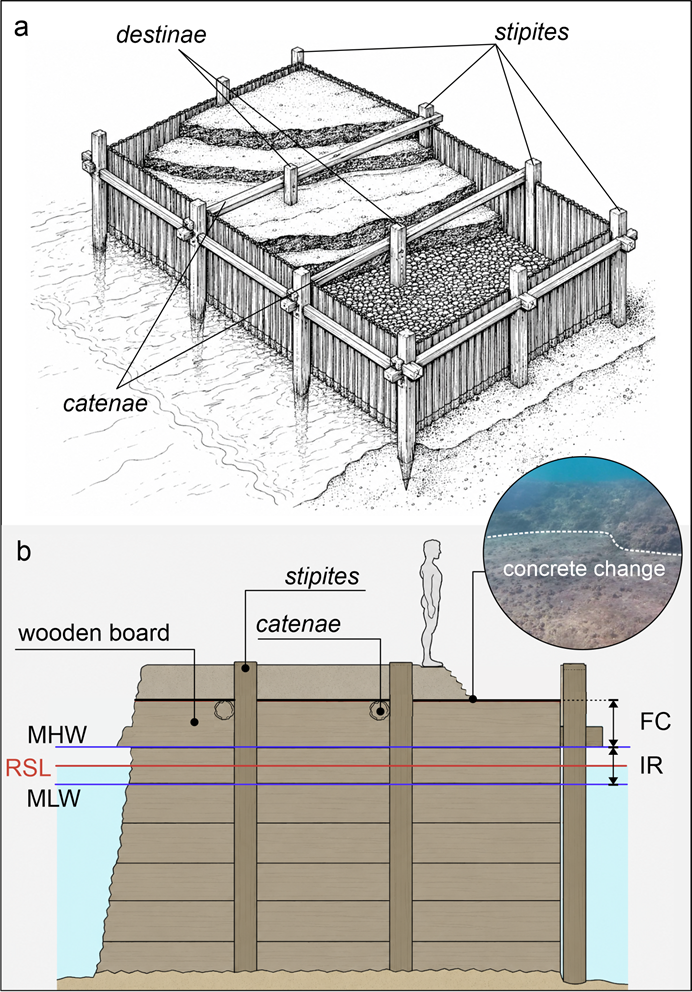 a
destinae
stipites
catenae
b
concrete change
stipites
catenae
wooden board
FC
MHW
IR
RSL
MLW